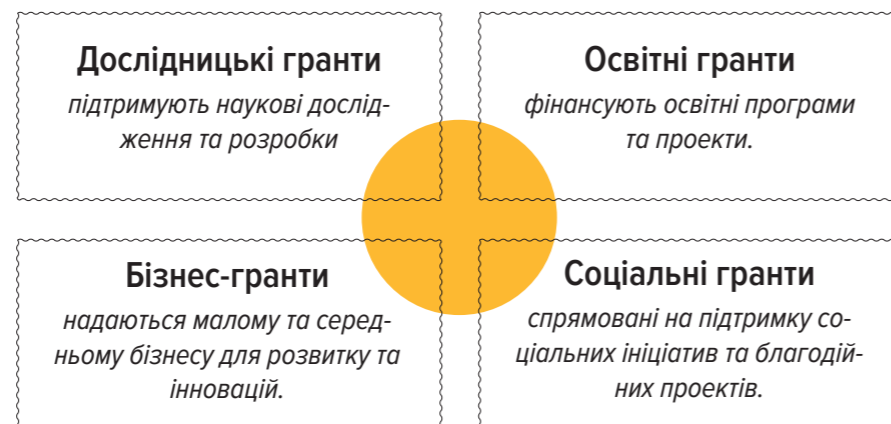 Дослідницькі гранти
підтримують наукові дослід-
ження та розробки
Освітні гранти
фінансують освітні програми
та проекти.
Бізнес-гранти
надаються малому та серед-
ньому бізнесу для розвитку та
інновацій.
Соціальні гранти
спрямовані на підтримку со-
ціальних ініціатив та благодій-
них проектів.